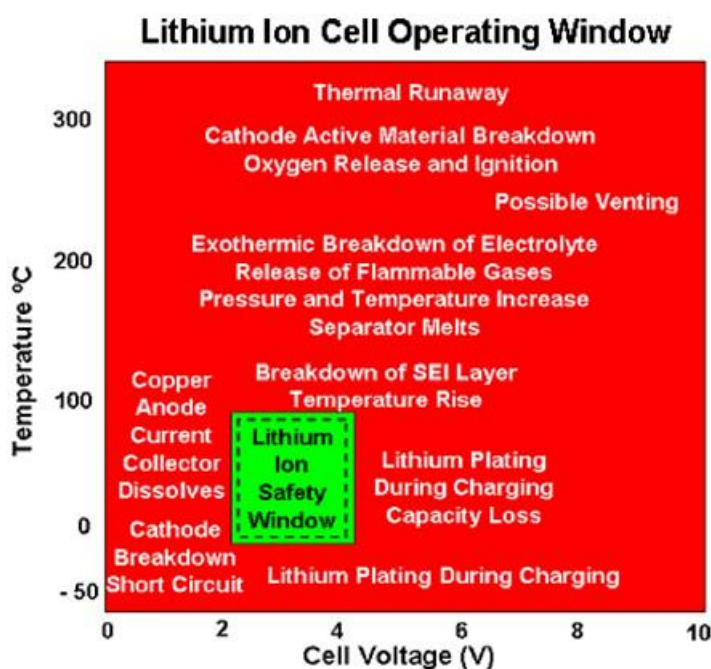 Lithium Ion Cell Operating Window
Thermal Runaway
300
Cathode Active Material Breakdown
Oxygen Release and Ignition
Possible Venting
Exothermic Breakdown of Electrolyte
200
Release of Flammable Gases
Pressure and Temperature Increase
Separator Melts
Temperature ºC
Breakdown of SEI Layer
Temperature Rise
100
Copper
Anode
Current
Collector
Dissolves
Lithium
Ion
Safety
Window
Lithium Plating
During Charging
Capacity Loss
0
Cathode
Breakdown
Short Circuit
Lithium Plating During Charging
- 50
0 2 4 6 8 10
Cell Voltage (V)